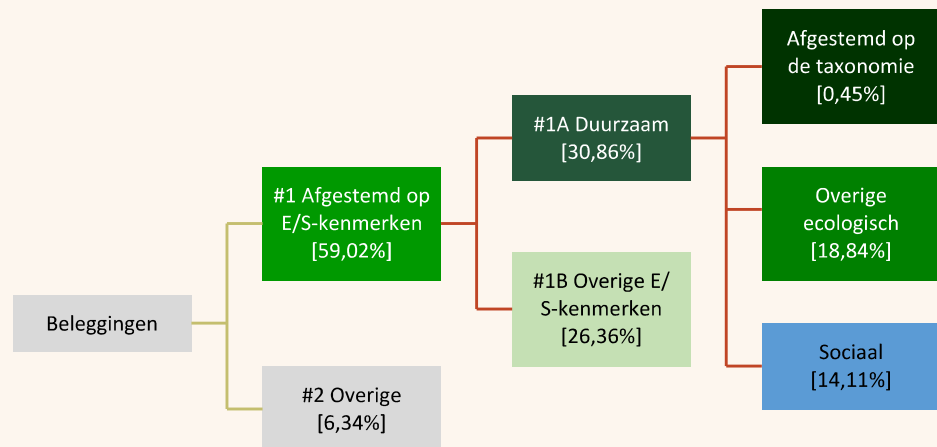 Beleggingen
#1 Afgestemd op
E/S-kenmerken
[59,02%]
#2 Overige
[6,34%]
#1A Duurzaam
[30,86%]
#1B Overige E/
S-kenmerken
[26,36%]
Afgestemd op
de taxonomie
[0,45%]
Overige
ecologisch
[18,84%]
Sociaal
[14,11%]